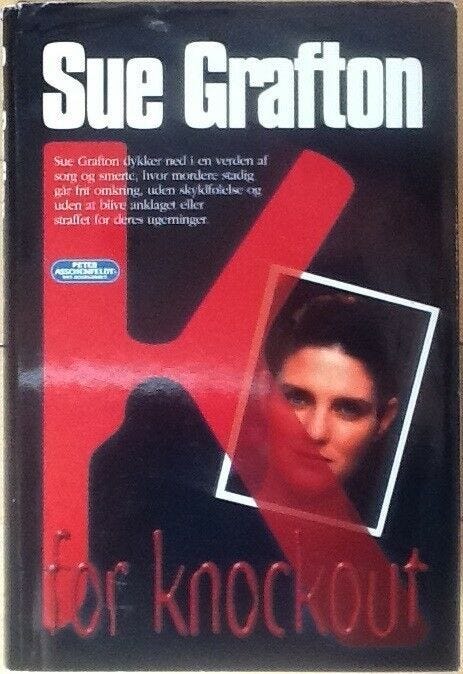 Sue Grafton
Sue Grafton dykker ned i en verden af
sorg og smerte, hvor mordere stadig
går frit omkring, uden skyldfølelse og
uden at blive anklaget eller
straffet for deres ugerninger.
PETER
ASSCHENFELDT
K
for knockout